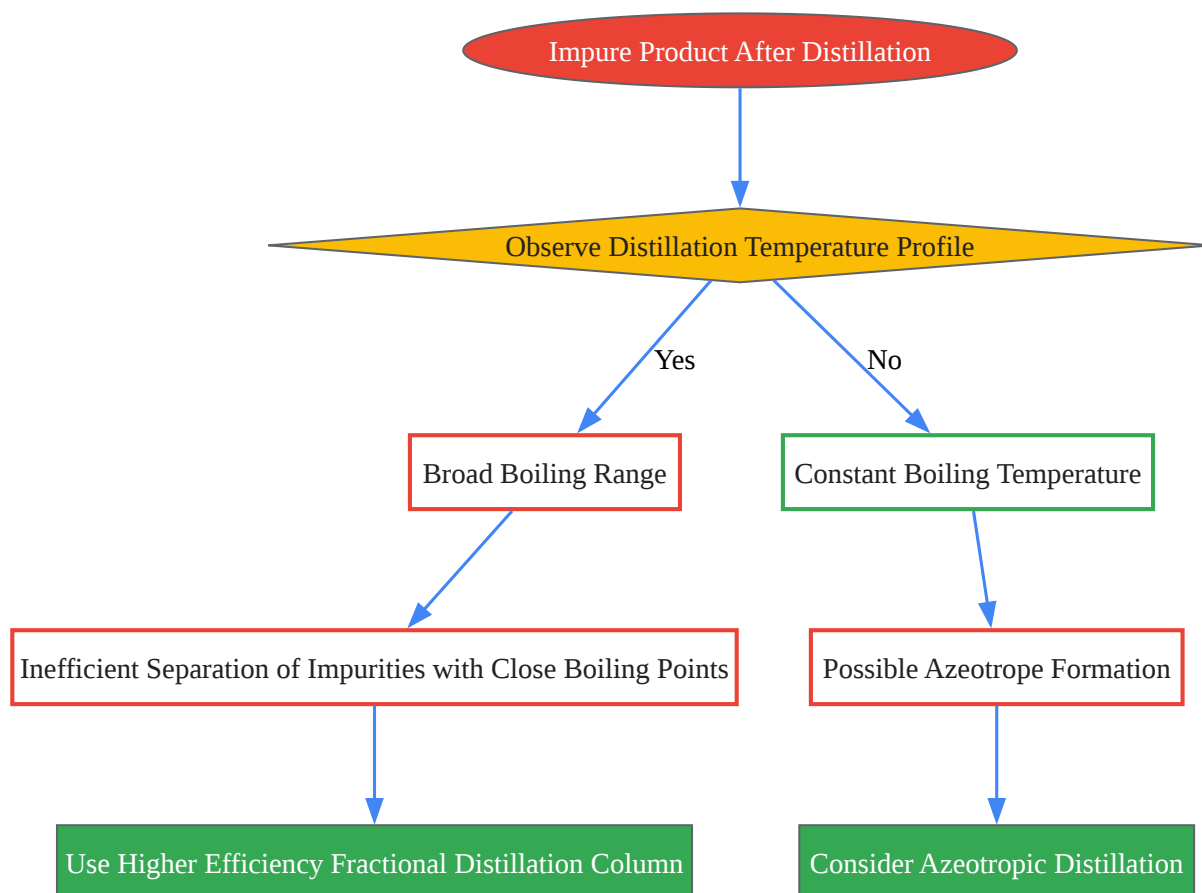 Impure Product After Distillation
Observe Distillation Temperature Profile
Yes
No
Broad Boiling Range
Constant Boiling Temperature
Inefficient Separation of Impurities with Close Boiling Points
Possible Azeotrope Formation
Use Higher Efficiency Fractional Distillation Column
Consider Azeotropic Distillation